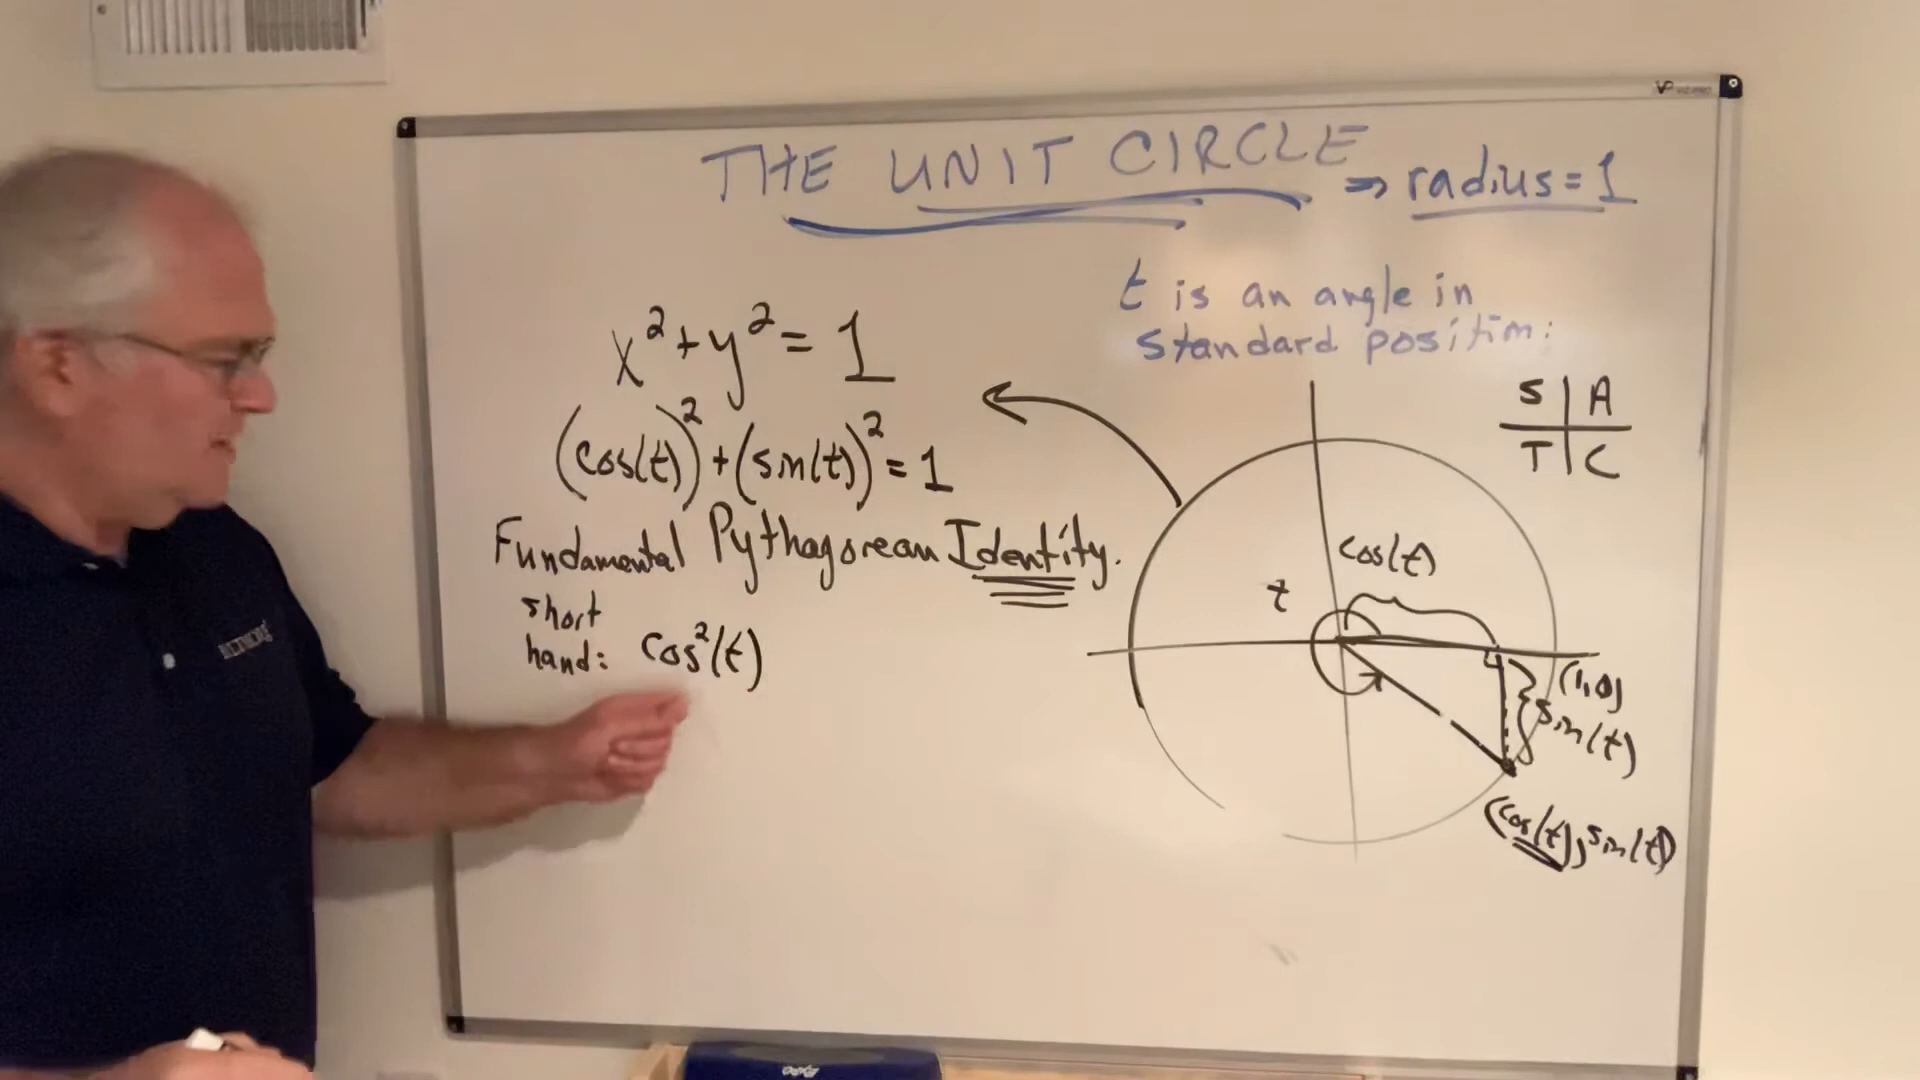 THE UNIT CIRCLE ⇒ radius = 1
t is an angle in
standard position:
x² + y² = 1
(cos(t))² + (sin(t))² = 1
Fundamental Pythagorean Identity.
short
hand: cos²(t)
S | A
T | C
cos(t)
t
(1,0)
sin(t)
(cos(t), sin(t))